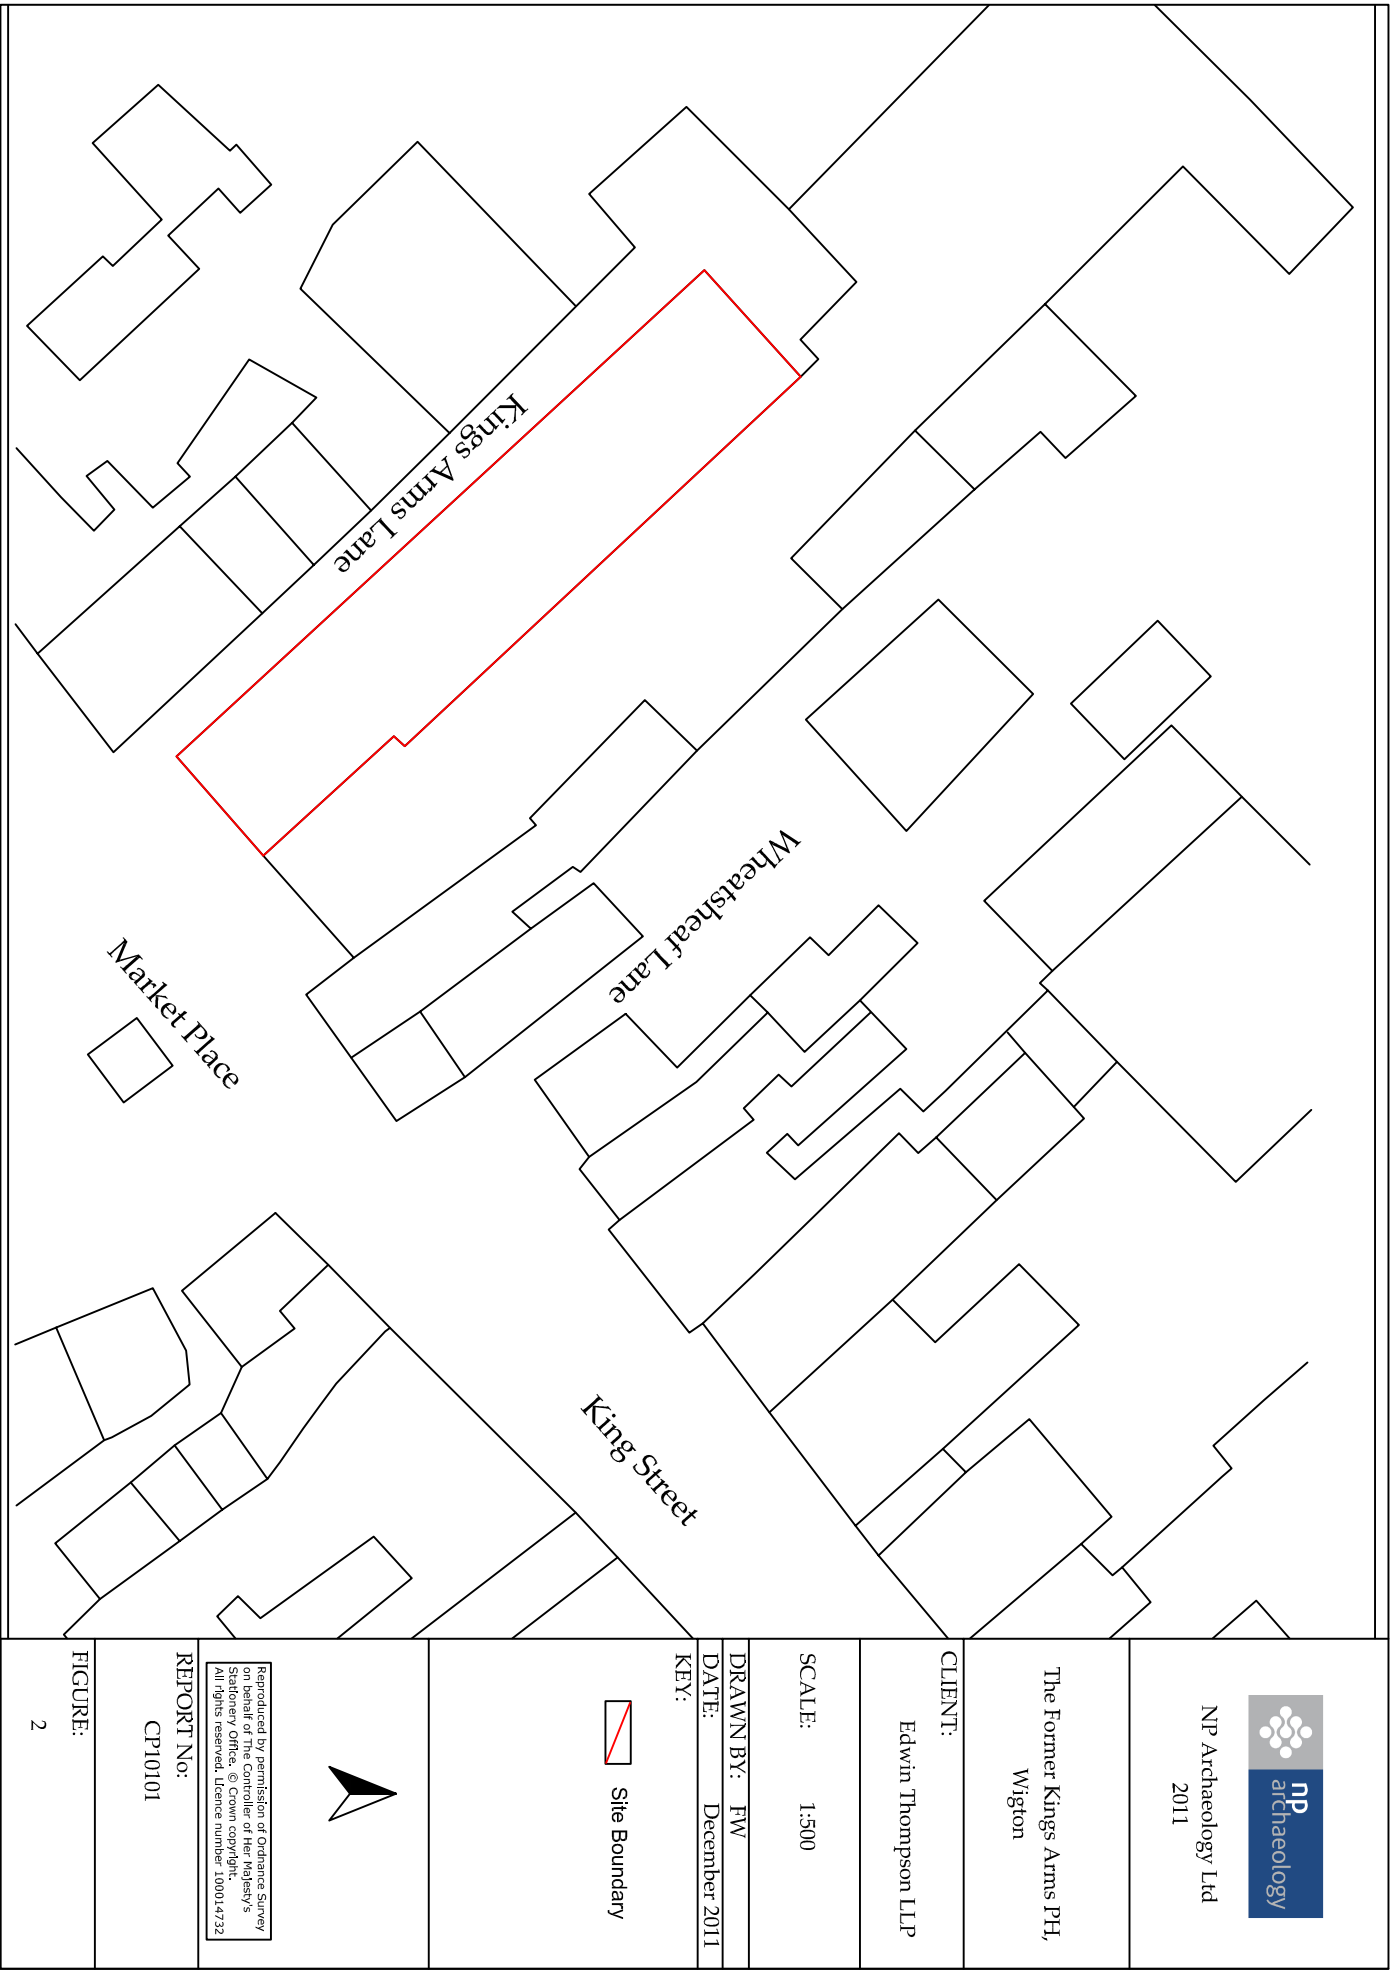 Kings Arms Lane
Wheatsheaf Lane
Market Place
King Street
np
archaeology
NP Archaeology Ltd
2011
The Former Kings Arms PH,
Wigton
CLIENT:
Edwin Thompson LLP
SCALE:
1:500
DRAWN BY: FW
DATE: December 2011
KEY:
Site Boundary
Reproduced by permission of Ordnance Survey
on behalf of The Controller of Her Majesty's
Stationery Office. © Crown copyright.
All rights reserved. Licence number 100014732
REPORT No:
CP10101
FIGURE:
2